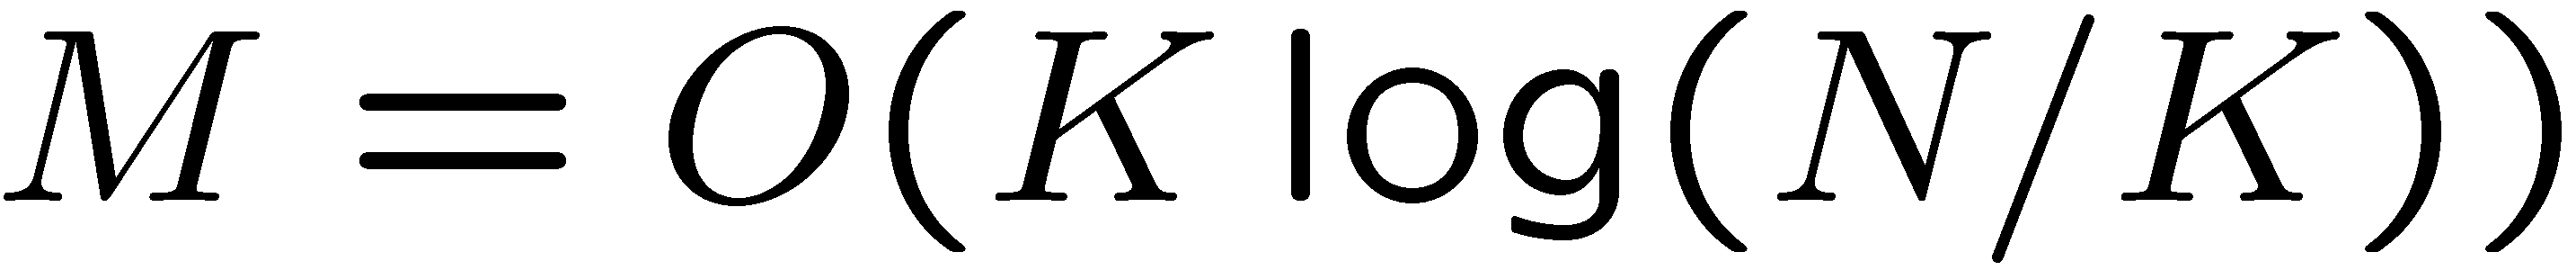 M = O(K log(N/K))